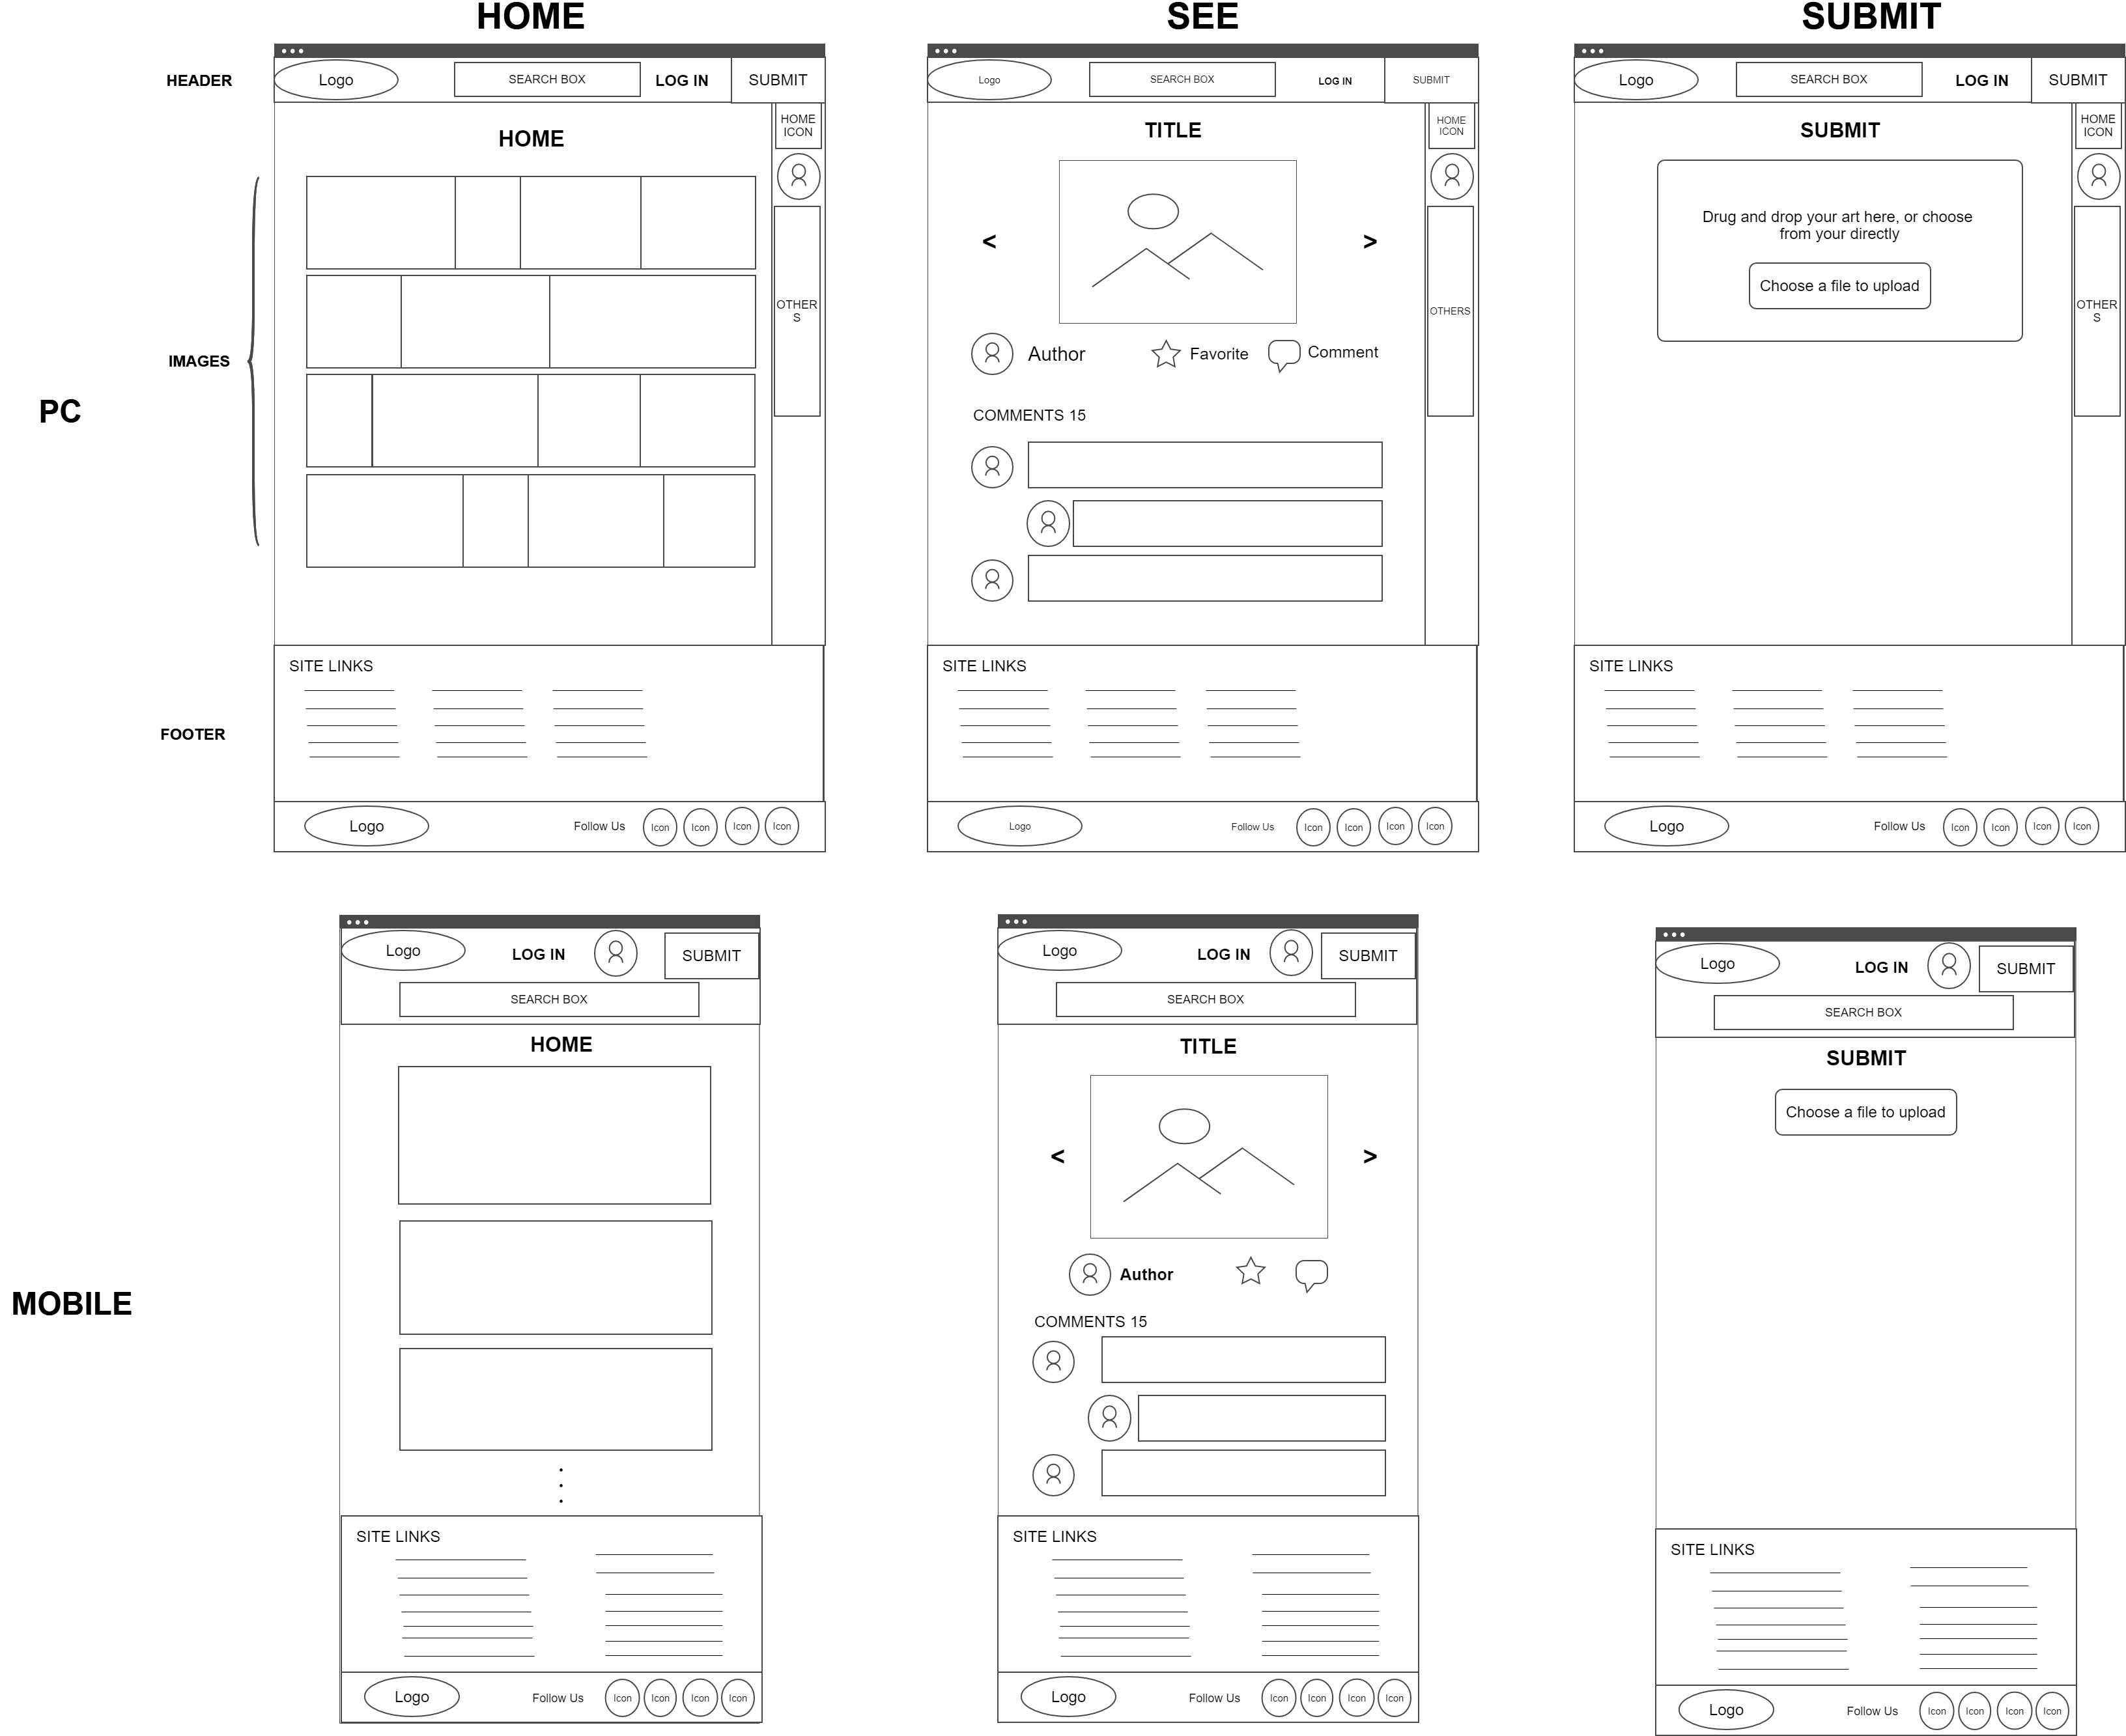 HOME
SEE
SUBMIT
PC
HEADER
IMAGES
FOOTER
Logo
SEARCH BOX
LOG IN
SUBMIT
HOME
HOME
ICON
OTHER
S
SITE LINKS
Logo
Follow Us
Icon
Icon
Icon
Icon
Logo
SEARCH BOX
LOG IN
SUBMIT
TITLE
HOME
ICON
<
>
OTHERS
Author
Favorite
Comment
COMMENTS 15
SITE LINKS
Logo
Follow Us
Icon
Icon
Icon
Icon
Logo
SEARCH BOX
LOG IN
SUBMIT
SUBMIT
HOME
ICON
Drug and drop your art here, or choose
from your directly
Choose a file to upload
OTHER
S
SITE LINKS
Logo
Follow Us
Icon
Icon
Icon
Icon
MOBILE
Logo
LOG IN
SUBMIT
SEARCH BOX
HOME
SITE LINKS
Logo
Follow Us
Icon
Icon
Icon
Icon
Logo
LOG IN
SUBMIT
SEARCH BOX
TITLE
<
>
Author
COMMENTS 15
SITE LINKS
Logo
Follow Us
Icon
Icon
Icon
Icon
Logo
LOG IN
SUBMIT
SEARCH BOX
SUBMIT
Choose a file to upload
SITE LINKS
Logo
Follow Us
Icon
Icon
Icon
Icon